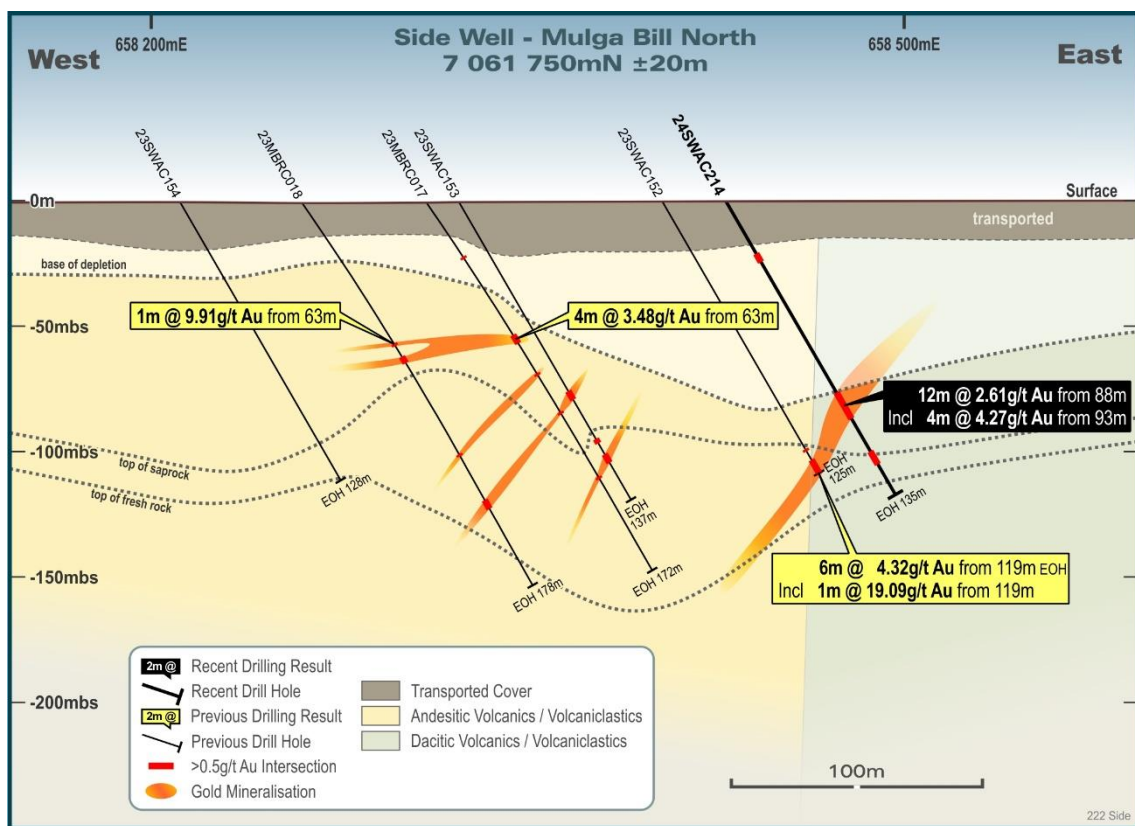 Side Well - Mulga Bill North
7 061 750mN ±20m
658 200mE
658 500mE
West
East
23SWAC154
23MBRC018
23MBRC017
23SWAC153
23SWAC152
24SWAC214
0m
Surface
transported
base of depletion
-50mbs
1m @ 9.91g/t Au from 63m
4m @ 3.48g/t Au from 63m
12m @ 2.61g/t Au from 88m
Incl 4m @ 4.27g/t Au from 93m
-100mbs
top of saprock
top of fresh rock
EOH 128m
EOH
137m
EOH
125m
EOH 135m
-150mbs
EOH 178m
EOH 172m
6m @ 4.32g/t Au from 119m EOH
Incl 1m @ 19.09g/t Au from 119m
-200mbs
2m @ Recent Drilling Result
Recent Drill Hole
2m @ Previous Drilling Result
Previous Drill Hole
>0.5g/t Au Intersection
Gold Mineralisation
Transported Cover
Andesitic Volcanics / Volcaniclastics
Dacitic Volcanics / Volcaniclastics
100m
222 Side